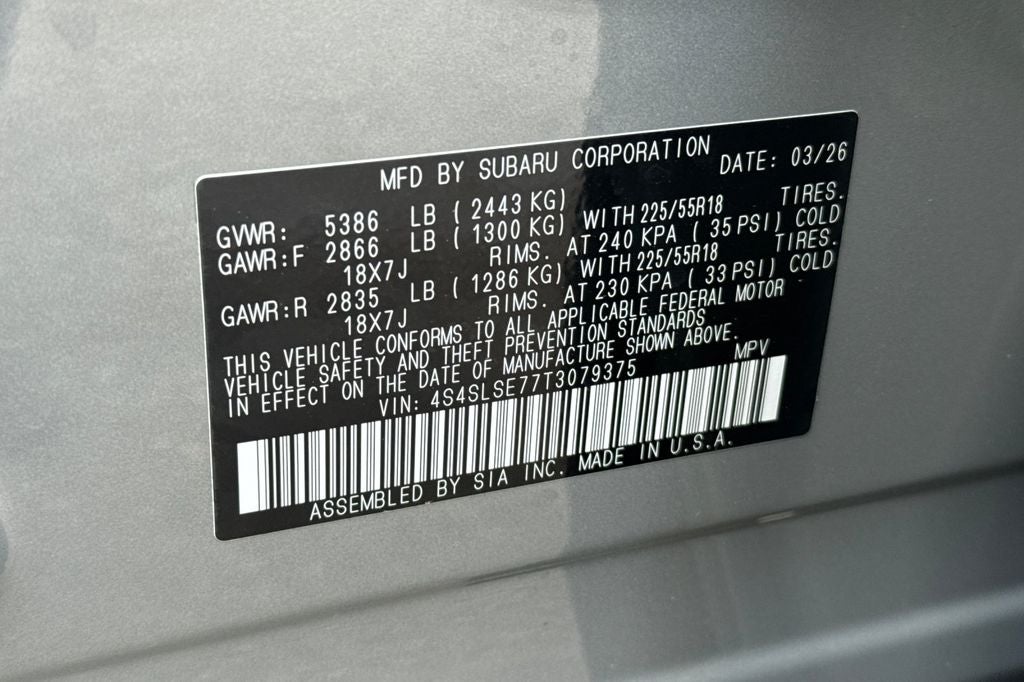 MFD BY SUBARU CORPORATION DATE: 03/26
GVWR: 5386 LB ( 2443 KG)
GAWR:F 2866 LB ( 1300 KG) WITH 225/55R18 TIRES.
18X7J RIMS. AT 240 KPA ( 35 PSI) COLD
GAWR:R 2835 LB ( 1286 KG) WITH 225/55R18 TIRES.
18X7J RIMS. AT 230 KPA ( 33 PSI) COLD
THIS VEHICLE CONFORMS TO ALL APPLICABLE FEDERAL MOTOR
VEHICLE SAFETY AND THEFT PREVENTION STANDARDS
IN EFFECT ON THE DATE OF MANUFACTURE SHOWN ABOVE.
VIN: 4S4SLSE77T3079375 MPV
ASSEMBLED BY SIA INC. MADE IN U.S.A.